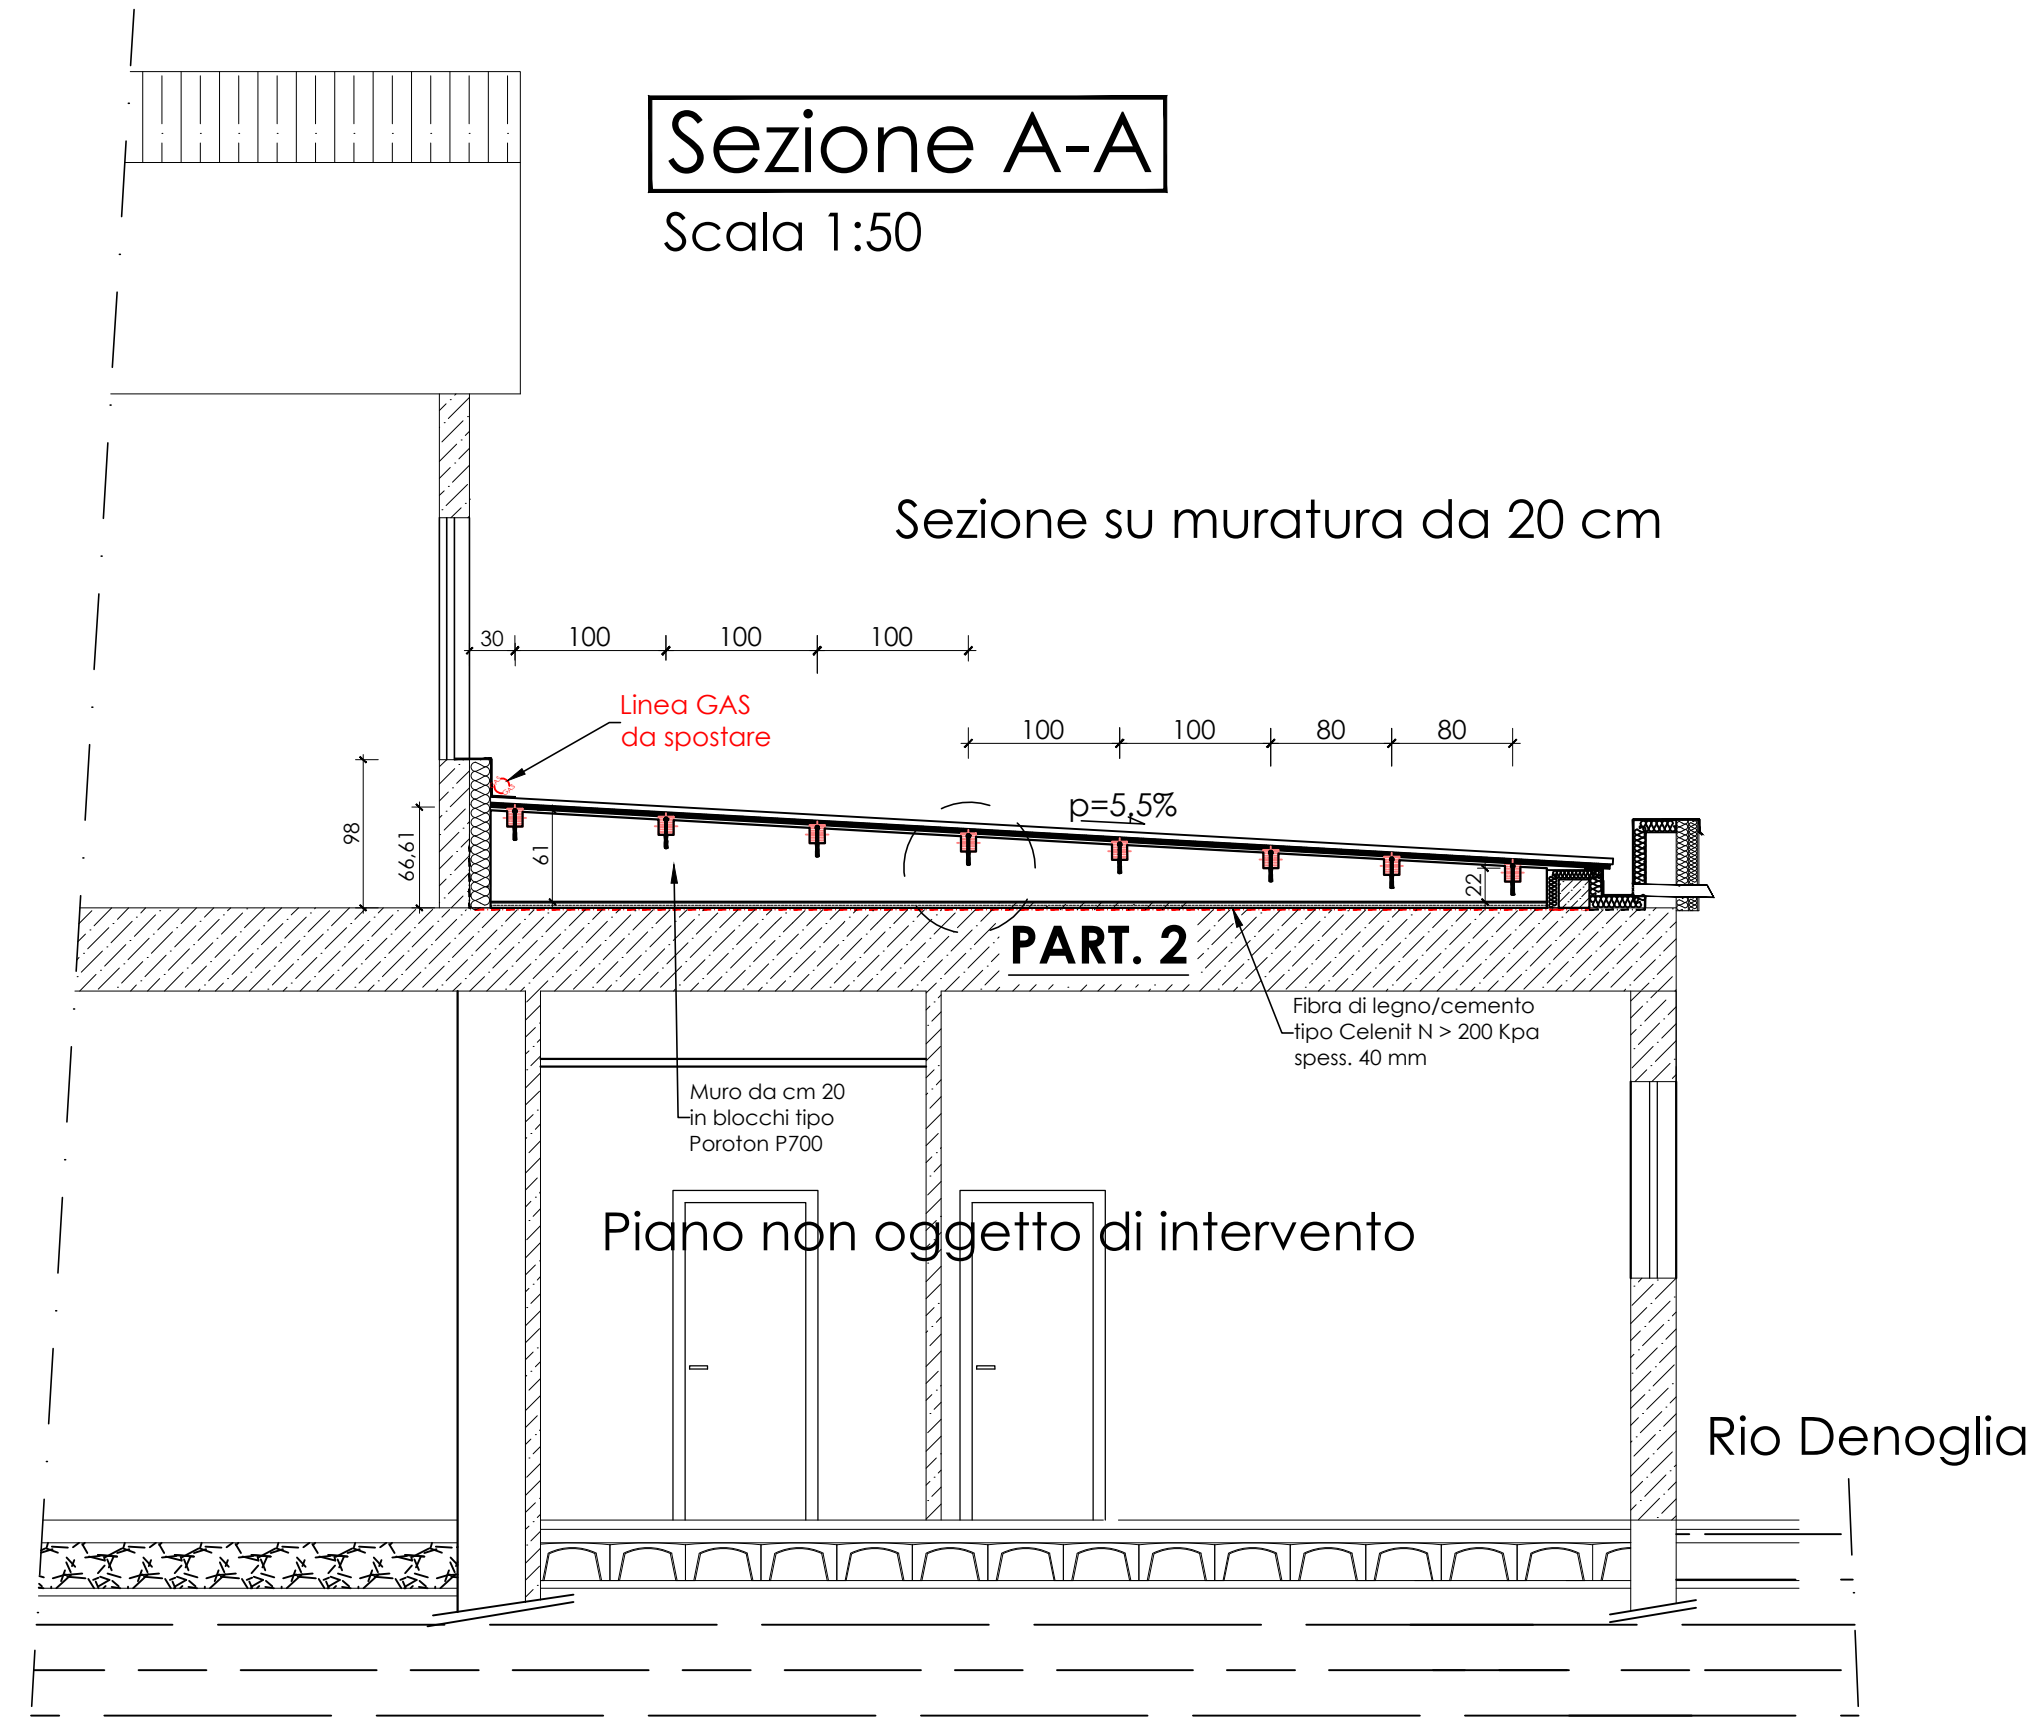 Sezione A-A
Scala 1:50
Sezione su muratura da 20 cm
30
100
100
100
Linea GAS
da spostare
100
100
80
80
p=5,5%
98
66,61
61
22
PART. 2
Fibra di legno/cemento
tipo Celenit N > 200 Kpa
spess. 40 mm
Muro da cm 20
in blocchi tipo
Poroton P700
Piano non oggetto di intervento
Rio Denoglia